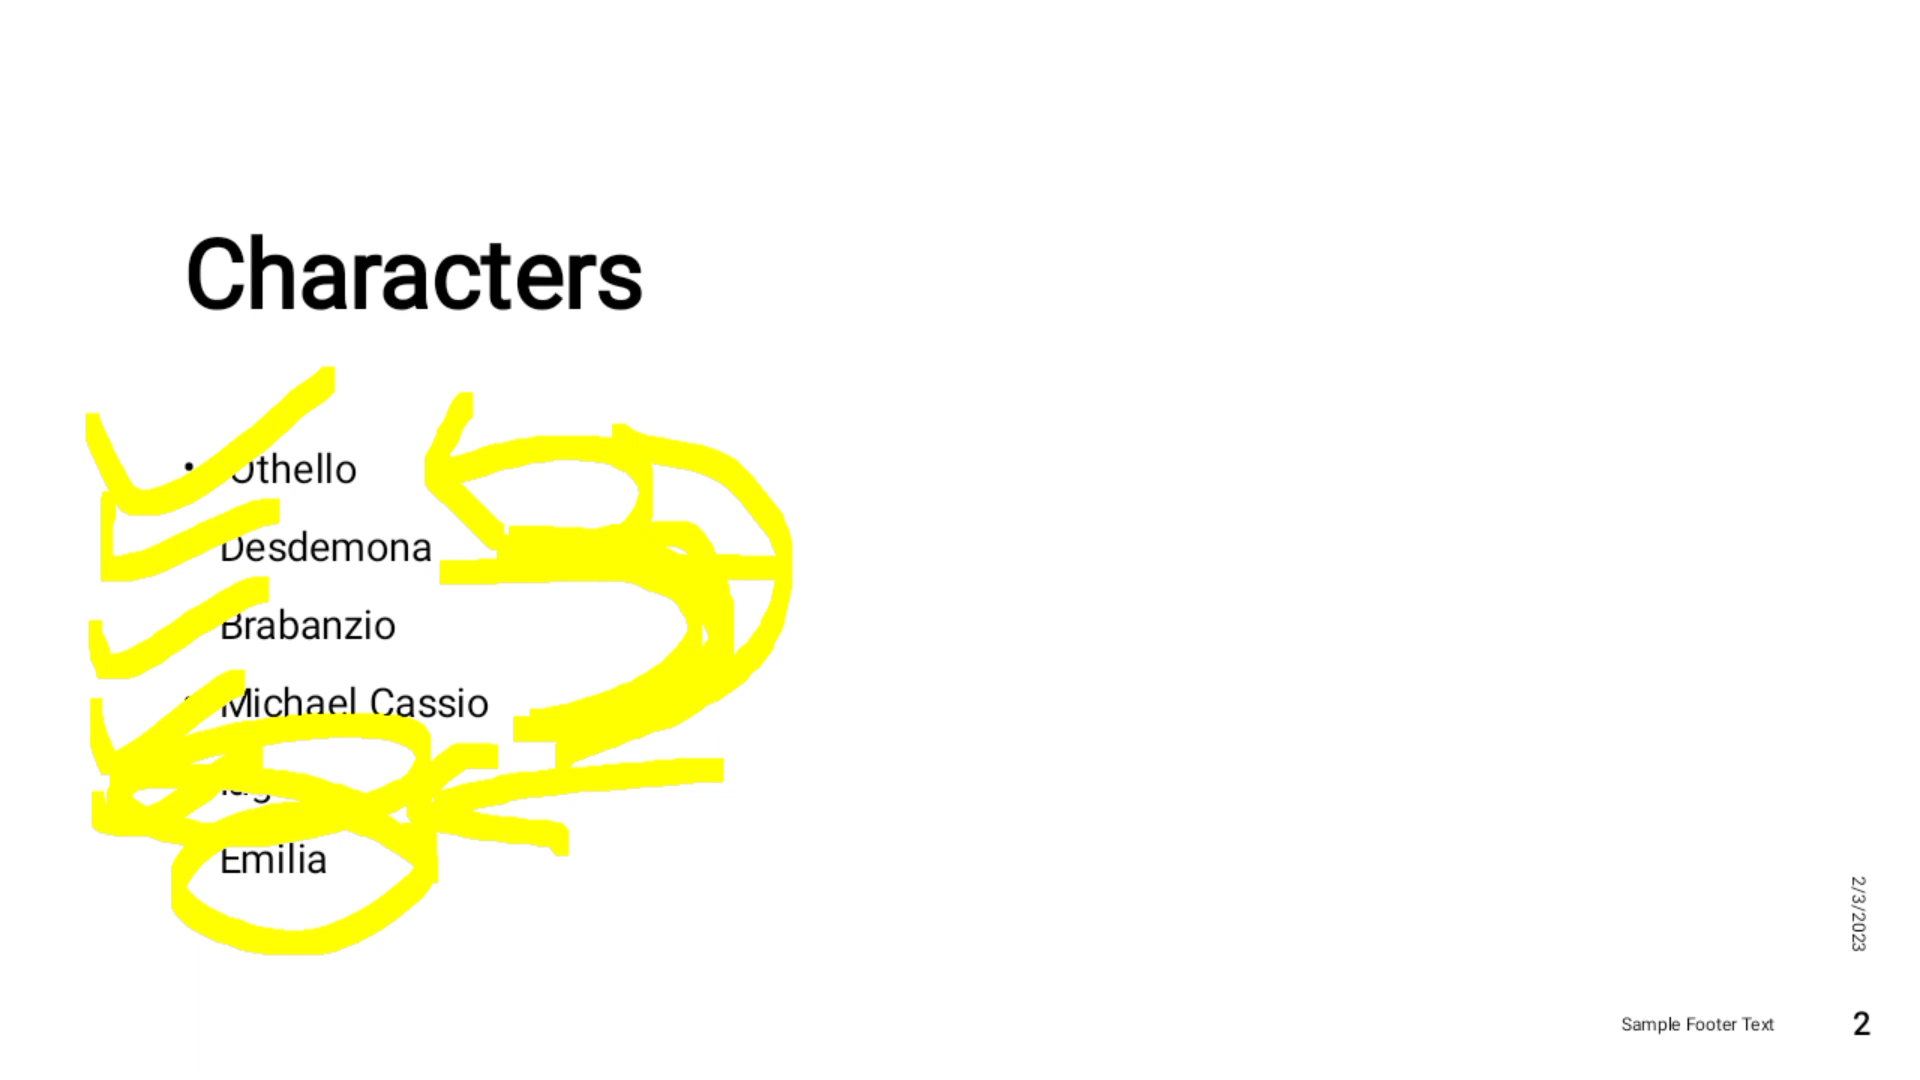 Characters
• Othello
Desdemona
Brabanzio
Michael Cassio
Emilia
2/3/2023
Sample Footer Text
2